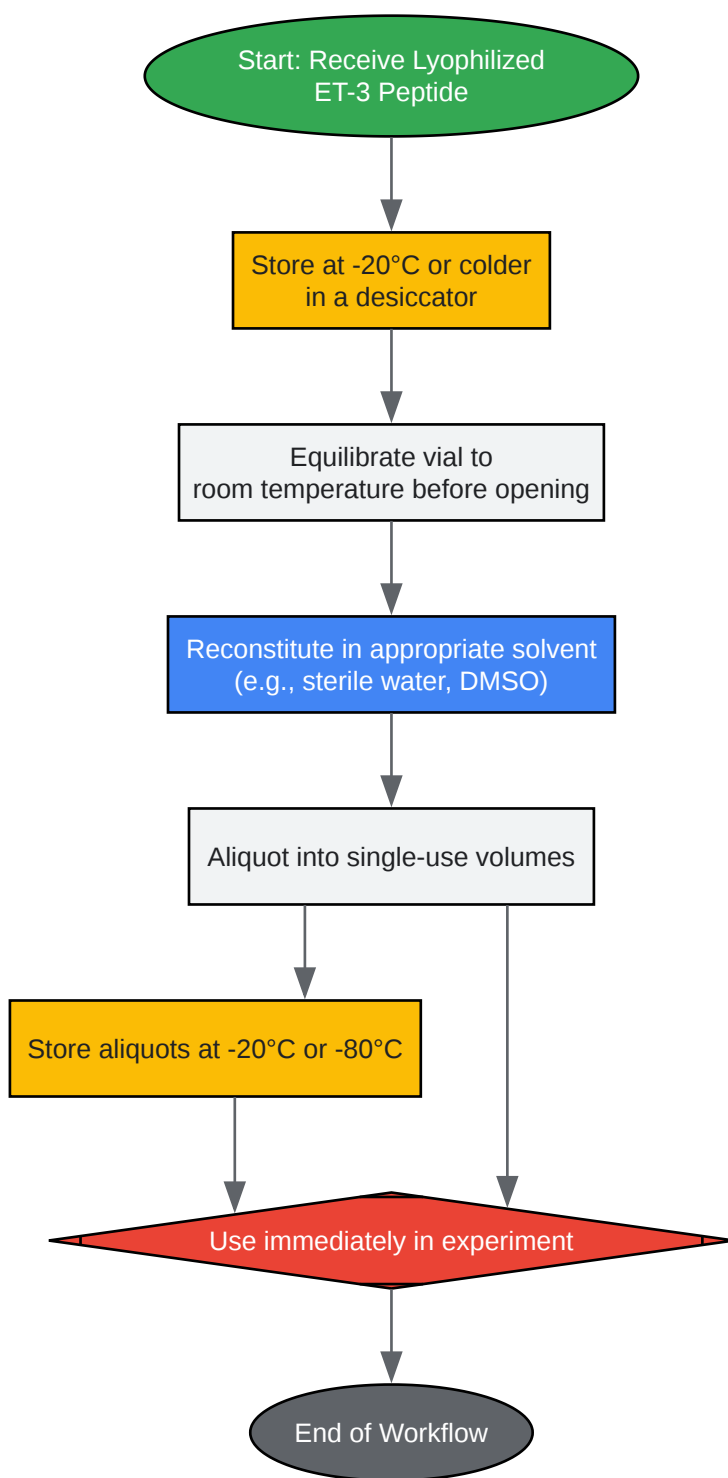 Start: Receive Lyophilized
ET-3 Peptide
Store at -20°C or colder
in a desiccator
Equilibrate vial to
room temperature before opening
Reconstitute in appropriate solvent
(e.g., sterile water, DMSO)
Aliquot into single-use volumes
Store aliquots at -20°C or -80°C
Use immediately in experiment
End of Workflow